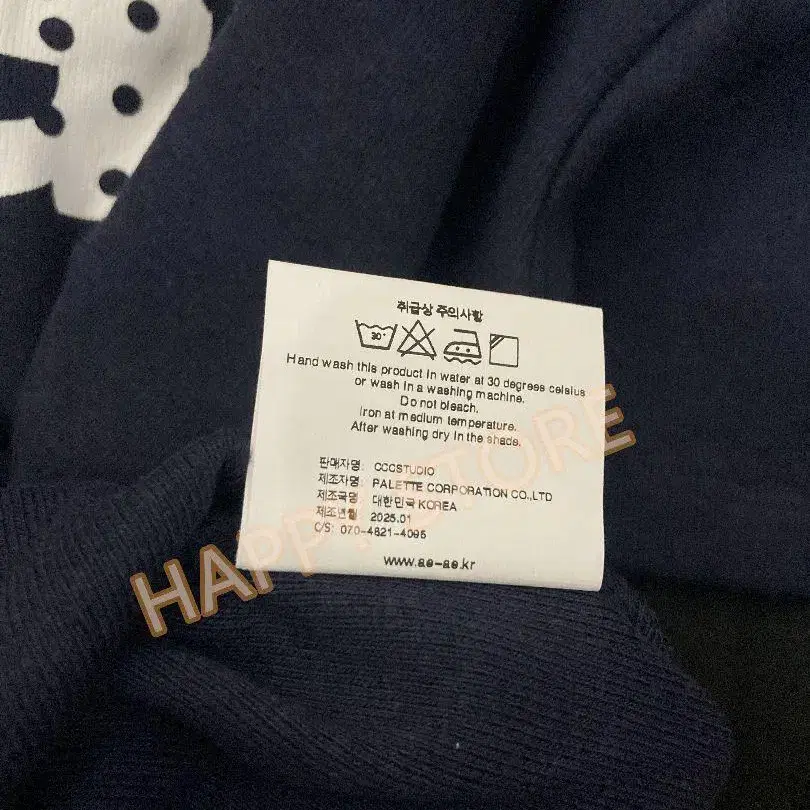 취급상 주의사항
30°
Hand wash this product in water at 30 degrees celsius
or wash in a washing machine.
Do not bleach.
Iron at medium temperature.
After washing dry in the shade.
판매자명: CCCSTUDIO
제조자명: PALETTE CORPORATION CO.,LTD
제조국명: 대한민국 KOREA
제조년월: 2025.01
C/S: 070-4821-4095
www.ae-ae.kr
HAPPY STORE